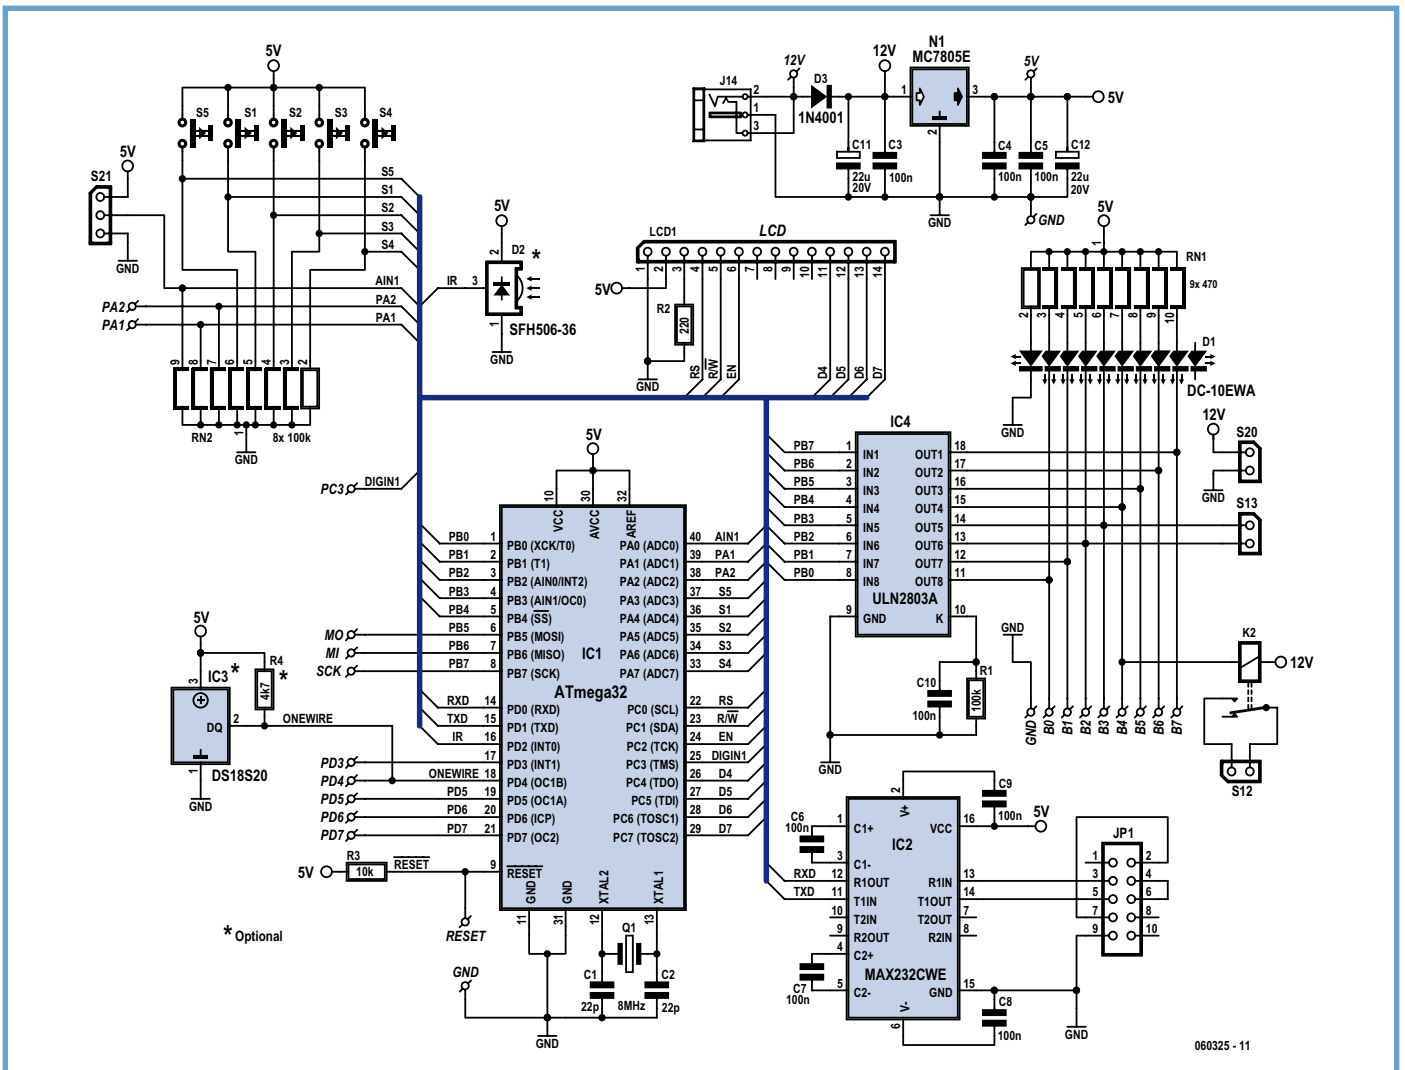 5V
S5 S1 S2 S3 S4
5V
S21
GND
S5
S1
S2
S3
S4
AIN1
PA2 PA2
PA1 PA1
9 8 7 6 5 4 3 2
RN2 1 8x 100k
GND
5V
2 D2 *
IR 3
1 SFH506-36
GND
J14
2
1
3
12V
D3
1N4001
12V
N1
MC7805E
1 3
2
5V
5V
C11
22u
20V
C3
100n
C4
100n
C5
100n
C12
22u
20V
GND
GND
LCD1 LCD
1 2 3 4 5 6 7 8 9 10 11 12 13 14
5V
R2
220
GND
RS R/W EN D4 D5 D6 D7
5V
1 RN1
9x 470
2 3 4 5 6 7 8 9 10
D1
DC-10EWA
GND
12V
S20
GND
S13
IC4
PB7 1 IN1 OUT1 18
PB6 2 IN2 OUT2 17
PB5 3 IN3 OUT3 16
PB4 4 IN4 OUT4 15
PB3 5 IN5 OUT5 14
PB2 6 IN6 OUT6 13
PB1 7 IN7 OUT7 12
PB0 8 IN8 OUT8 11
ULN2803A
9 GND K 10
C10
100n
R1
100k
GND
GND
GND B0 B1 B2 B3 B4 B5 B6 B7
K2
12V
S12
PC3 DIGIN1
5V
10 30 32
VCC AVCC AREF
PB0 1 PB0 (XCK/T0) PA0 (ADC0) 40 AIN1
PB1 2 PB1 (T1) PA1 (ADC1) 39 PA1
PB2 3 PB2 (AIN0/INT2) PA2 (ADC2) 38 PA2
PB3 4 PB3 (AIN1/OC0) PA3 (ADC3) 37 S5
PB4 5 PB4 (SS) PA4 (ADC4) 36 S1
MO PB5 6 PB5 (MOSI) PA5 (ADC5) 35 S2
MI PB6 7 PB6 (MISO) IC1 PA6 (ADC6) 34 S3
SCK PB7 8 PB7 (SCK) PA7 (ADC7) 33 S4
ATmega32
RXD 14 PD0 (RXD) PC0 (SCL) 22 RS
TXD 15 PD1 (TXD) PC1 (SDA) 23 R/W
IR 16 PD2 (INT0) PC2 (TCK) 24 EN
PD3 17 PD3 (INT1) PC3 (TMS) 25 DIGIN1
PD4 ONEWIRE 18 PD4 (OC1B) PC4 (TDO) 26 D4
PD5 PD5 19 PD5 (OC1A) PC5 (TDI) 27 D5
PD6 PD6 20 PD6 (ICP) PC6 (TOSC1) 28 D6
PD7 PD7 21 PD7 (OC2) PC7 (TOSC2) 29 D7
5V R3 10k RESET 9 RESET
GND GND XTAL2 XTAL1
11 31 12 13
5V
IC3 *
3
R4
4k7
*
DQ 2 ONEWIRE
1 DS18S20
GND
* Optional
RESET
GND
Q1
C1 C2
22p 8MHz 22p
GND
2 V+
C9
100n
C6
100n
1 C1+ IC2 VCC 16 5V
3 C1-
RXD 12 R1OUT R1IN 13
TXD 11 T1IN T1OUT 14
10 T2IN T2OUT 7
9 R2OUT R2IN 8
4 C2+
C7
100n
MAX232CWE
5 C2- GND 15
V-
6
C8
100n
GND
JP1
1 2
3 4
5 6
7 8
9 10
060325 - 11